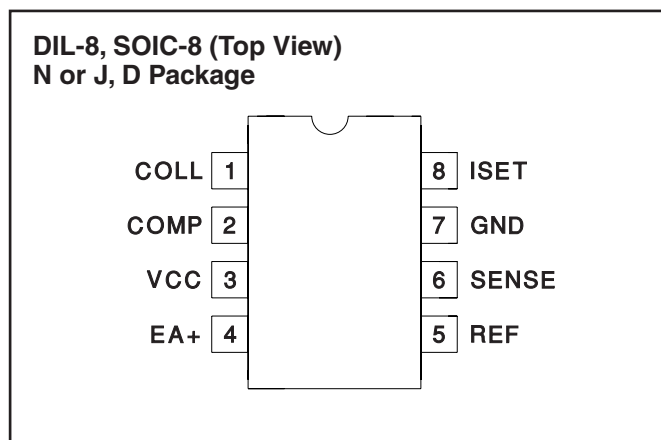 DIL-8, SOIC-8 (Top View)
N or J, D Package
COLL 1 8 ISET
COMP 2 7 GND
VCC 3 6 SENSE
EA+ 4 5 REF